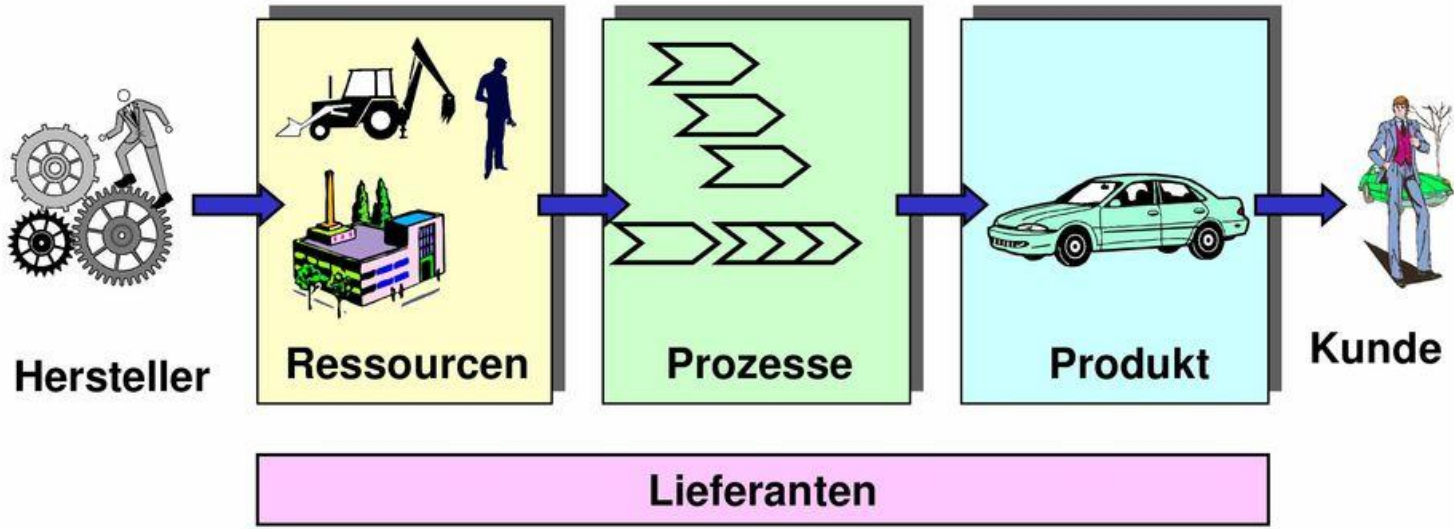 Hersteller
Ressourcen
Prozesse
Produkt
Kunde
Lieferanten